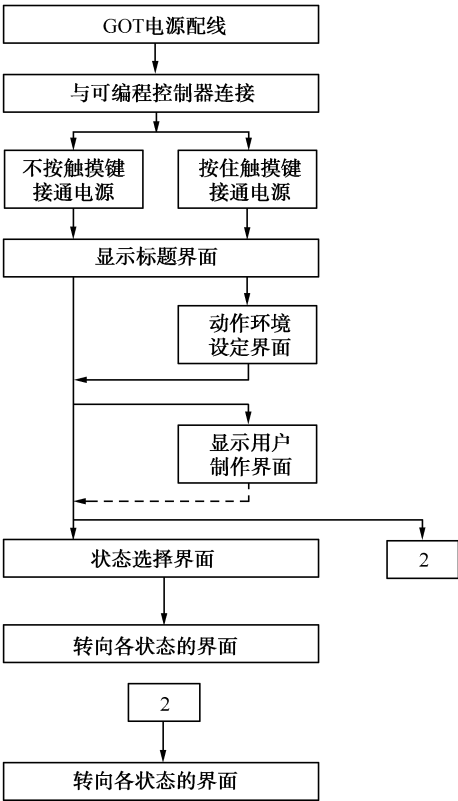 GOT电源配线
与可编程控制器连接
不按触摸键
接通电源
按住触摸键
接通电源
显示标题界面
动作环境
设定界面
显示用户
制作界面
状态选择界面
2
转向各状态的界面
2
转向各状态的界面